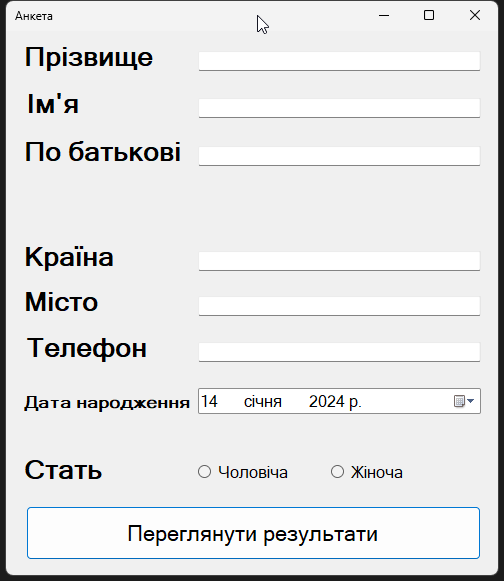 Анкета
Прізвище
Ім'я
По батькові
Країна
Місто
Телефон
Дата народження 14 січня 2024 р.
Стать Чоловіча Жіноча
Переглянути результати